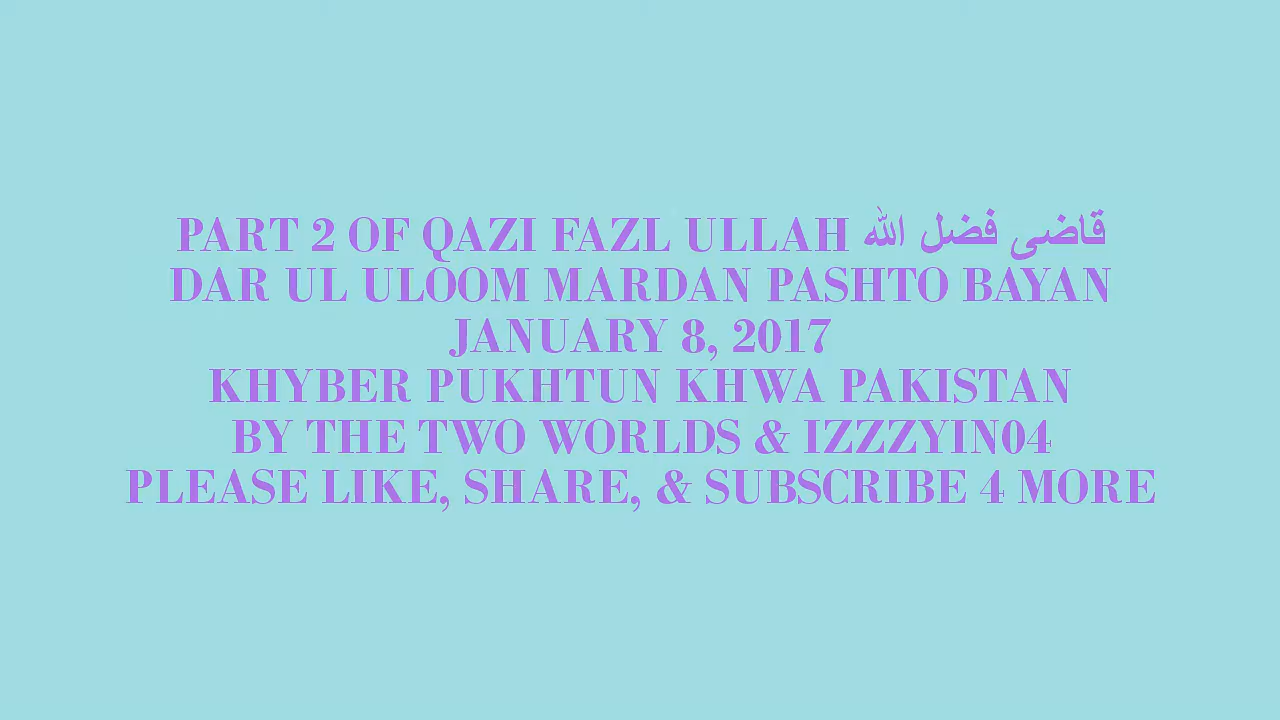 PART 2 OF QAZI FAZL ULLAH قاضی فضل الله
DAR UL ULOOM MARDAN PASHTO BAYAN
JANUARY 8, 2017
KHYBER PUKHTUN KHWA PAKISTAN
BY THE TWO WORLDS & IZZZYIN04
PLEASE LIKE, SHARE, & SUBSCRIBE 4 MORE